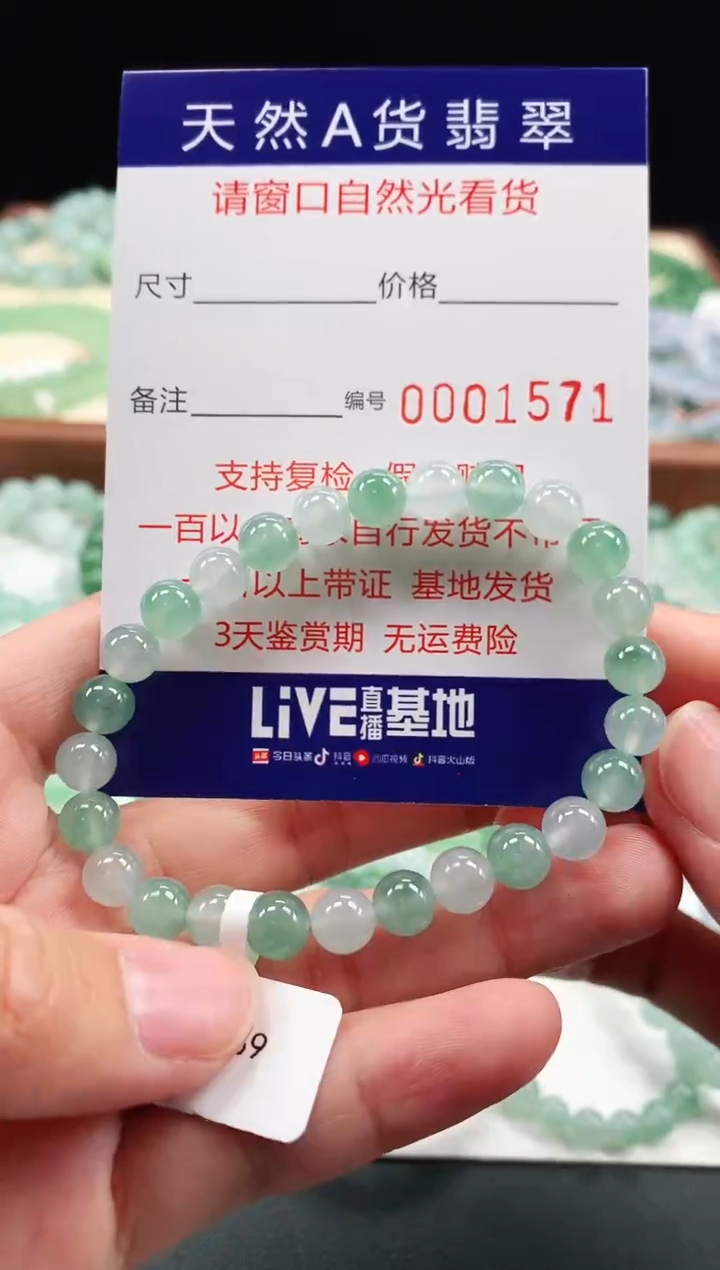 天然A货翡翠
请窗口自然光看货
尺寸 价格
备注 编号 0001571
支持复检
一百以 自行发货不
以上带证 基地发货
3天鉴赏期 无运费险
LiVE直播基地
头条 今日头条 抖音 西瓜视频 抖音火山版
9